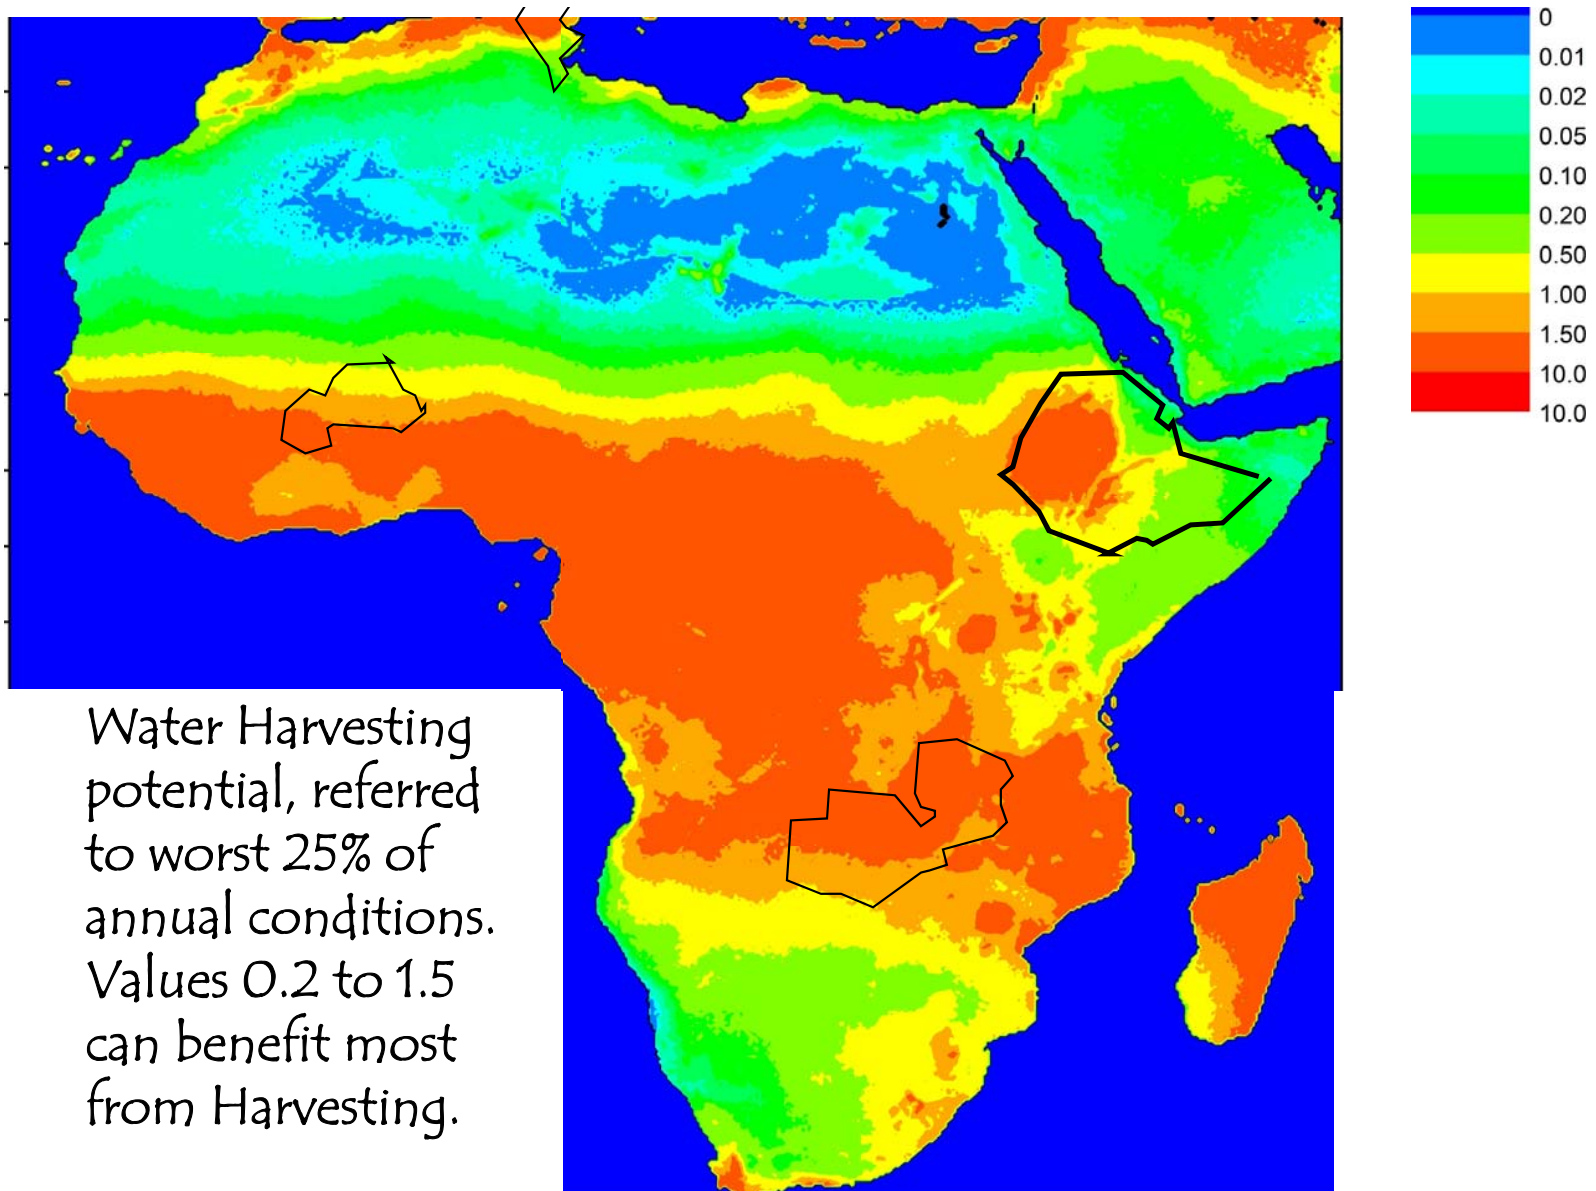 0
0.01
0.02
0.05
0.10
0.20
0.50
1.00
1.50
10.0
10.0
Water Harvesting
potential, referred
to worst 25% of
annual conditions.
Values 0.2 to 1.5
can benefit most
from Harvesting.